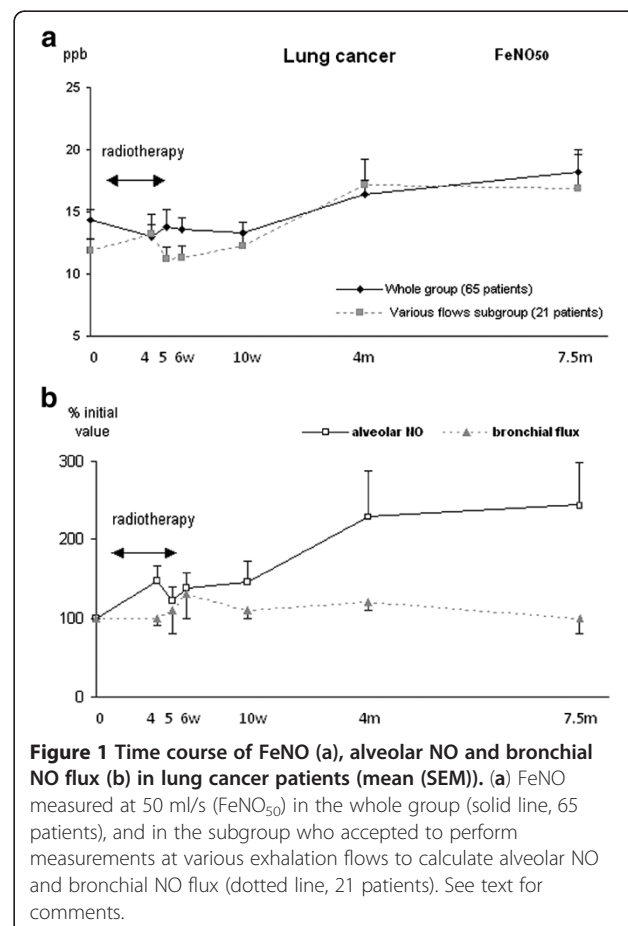 a
ppb
Lung cancer FeNO50
25
20
radiotherapy
15
10
Whole group (65 patients)
Various flows subgroup (21 patients)
5
0 4 5 6w 10w 4m 7.5m
b
% initial
value
alveolar NO bronchial flux
300
radiotherapy
200
100
0
0 4 5 6w 10w 4m 7.5m
Figure 1 Time course of FeNO (a), alveolar NO and bronchial
NO flux (b) in lung cancer patients (mean (SEM)). (a) FeNO
measured at 50 ml/s (FeNO₅₀) in the whole group (solid line, 65
patients), and in the subgroup who accepted to perform
measurements at various exhalation flows to calculate alveolar NO
and bronchial NO flux (dotted line, 21 patients). See text for
comments.